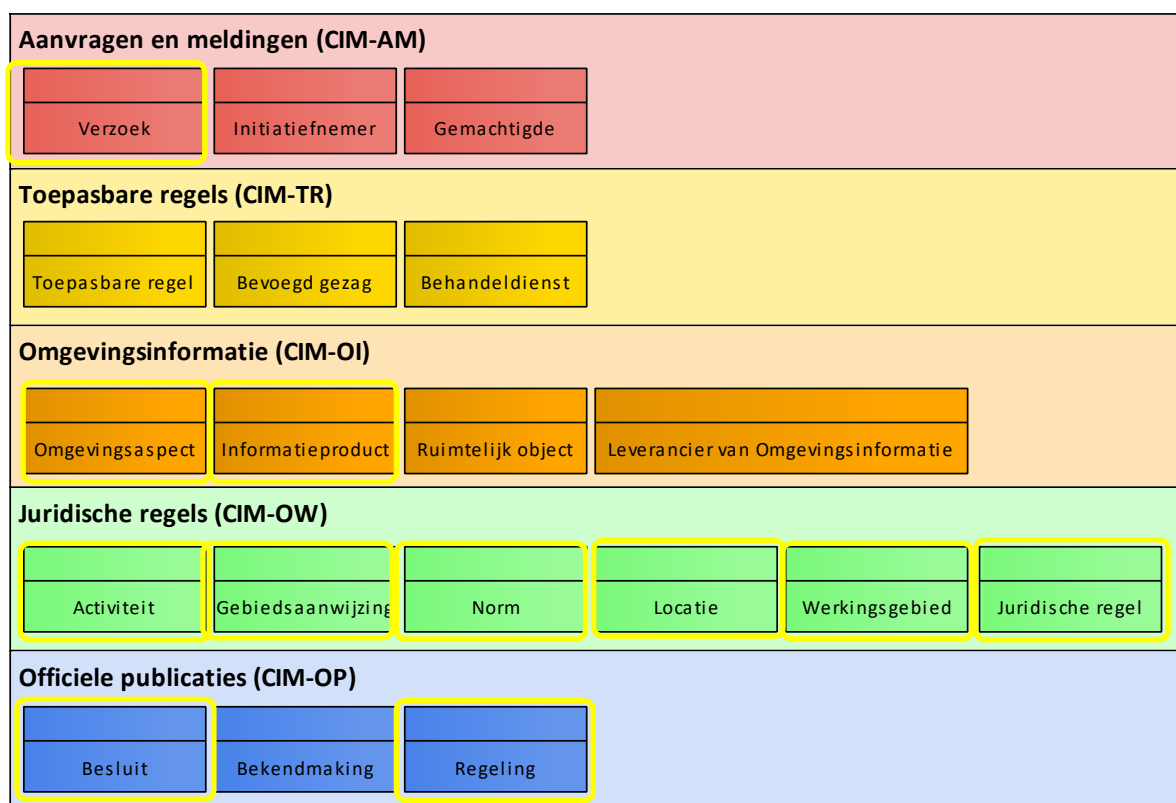 Aanvragen en meldingen (CIM-AM)
Verzoek
Initiatiefnemer
Gemachtigde
Toepasbare regels (CIM-TR)
Toepasbare regel
Bevoegd gezag
Behandeldienst
Omgevingsinformatie (CIM-OI)
Omgevingsaspect
Informatieproduct
Ruimtelijk object
Leverancier van Omgevingsinformatie
Juridische regels (CIM-OW)
Activiteit
Gebiedsaanwijzing
Norm
Locatie
Werkingsgebied
Juridische regel
Officiele publicaties (CIM-OP)
Besluit
Bekendmaking
Regeling